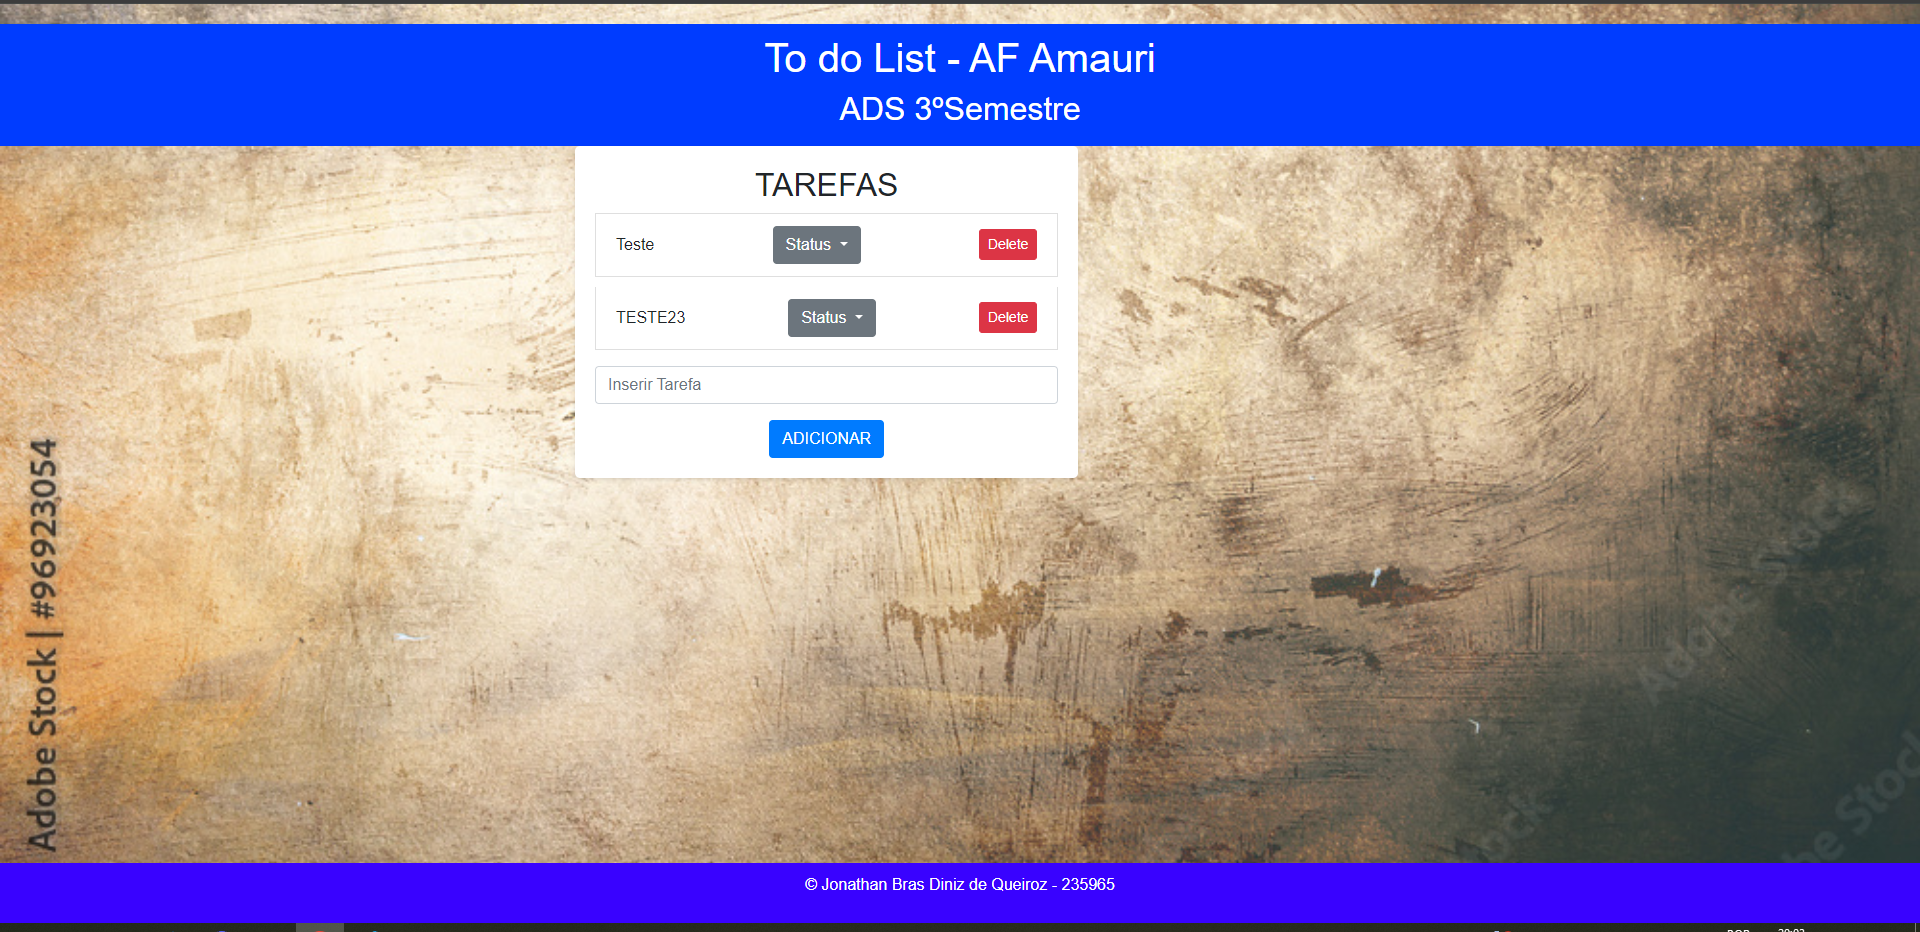 To do List - AF Amauri
ADS 3ºSemestre
TAREFAS
Teste
Status
Delete
TESTE23
Status
Delete
Inserir Tarefa
ADICIONAR
Adobe Stock | #96923054
Adobe Stock
Adobe Stock
© Jonathan Bras Diniz de Queiroz - 235965